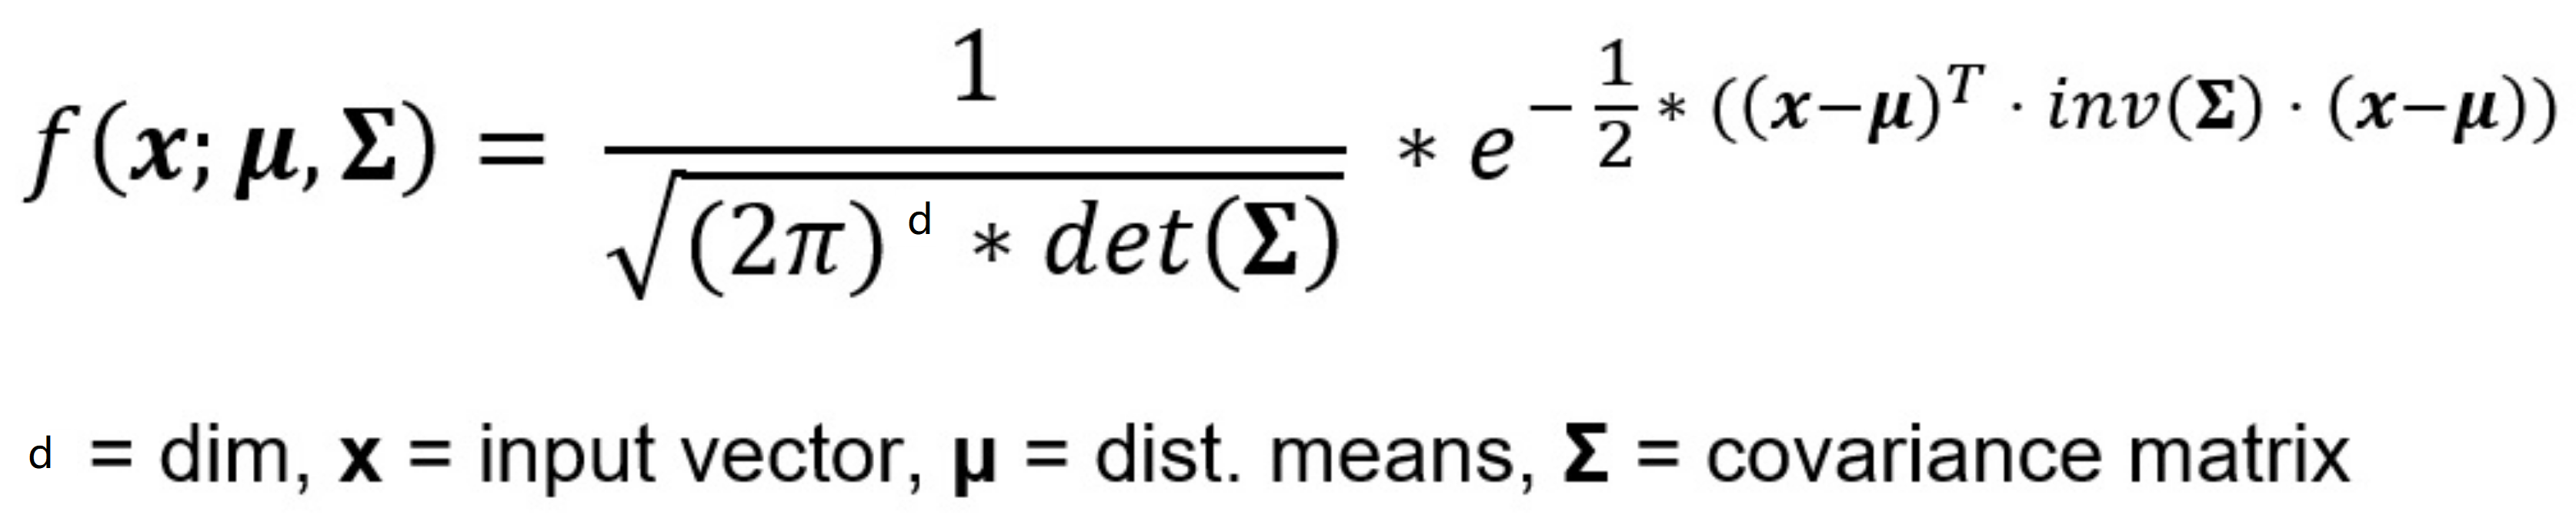 f(x; μ, Σ) = 1 / √((2π)^d * det(Σ)) * e^(-1/2 * ((x−μ)^T · inv(Σ) · (x−μ)))
d = dim, x = input vector, μ = dist. means, Σ = covariance matrix